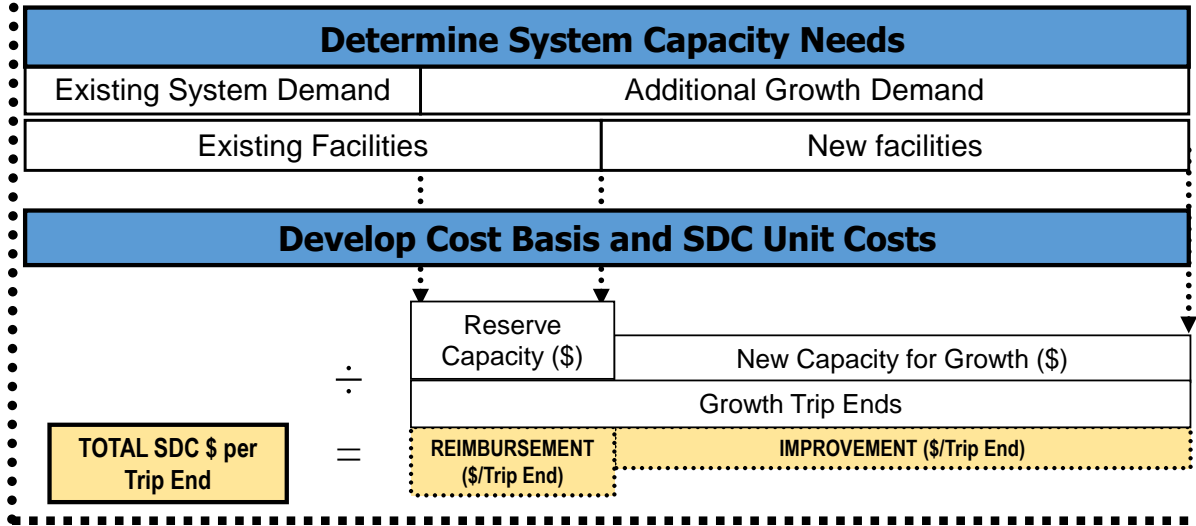 Determine System Capacity Needs
Existing System Demand Additional Growth Demand
Existing Facilities New facilities
Develop Cost Basis and SDC Unit Costs
Reserve
Capacity ($)
New Capacity for Growth ($)
÷
Growth Trip Ends
TOTAL SDC $ per
Trip End
=
REIMBURSEMENT
($/Trip End)
IMPROVEMENT ($/Trip End)